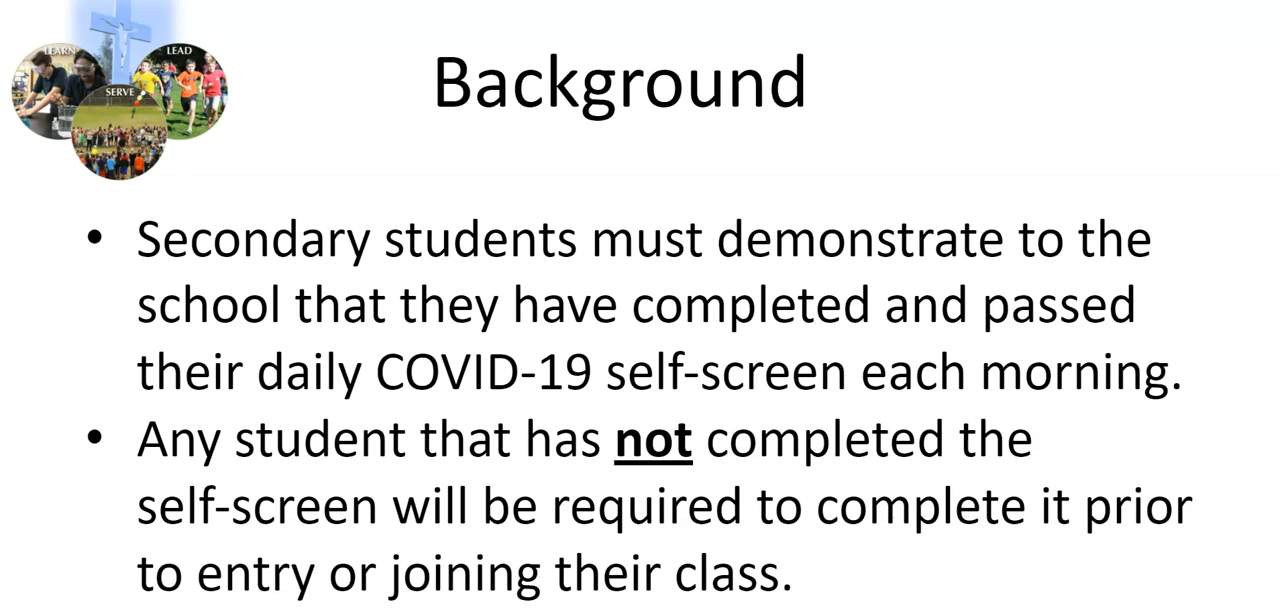 LEARN
LEAD
SERVE
Background
• Secondary students must demonstrate to the
school that they have completed and passed
their daily COVID-19 self-screen each morning.
• Any student that has not completed the
self-screen will be required to complete it prior
to entry or joining their class.